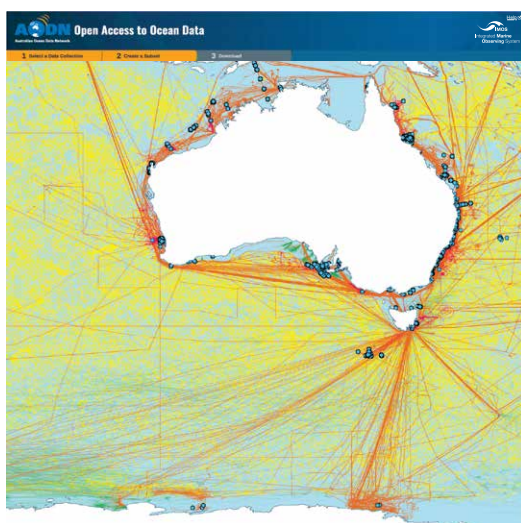 AODN Open Access to Ocean Data
Australian Ocean Data Network
IMOS
Integrated Marine
Observing System
1 Select a Data Collection 2 Create a Subset 3 Download